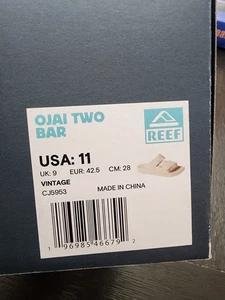 OJAI TWO
BAR
REEF
USA: 11
UK: 9 EUR: 42.5 CM: 28
VINTAGE
CJ5953
MADE IN CHINA
1 96985 46679 2